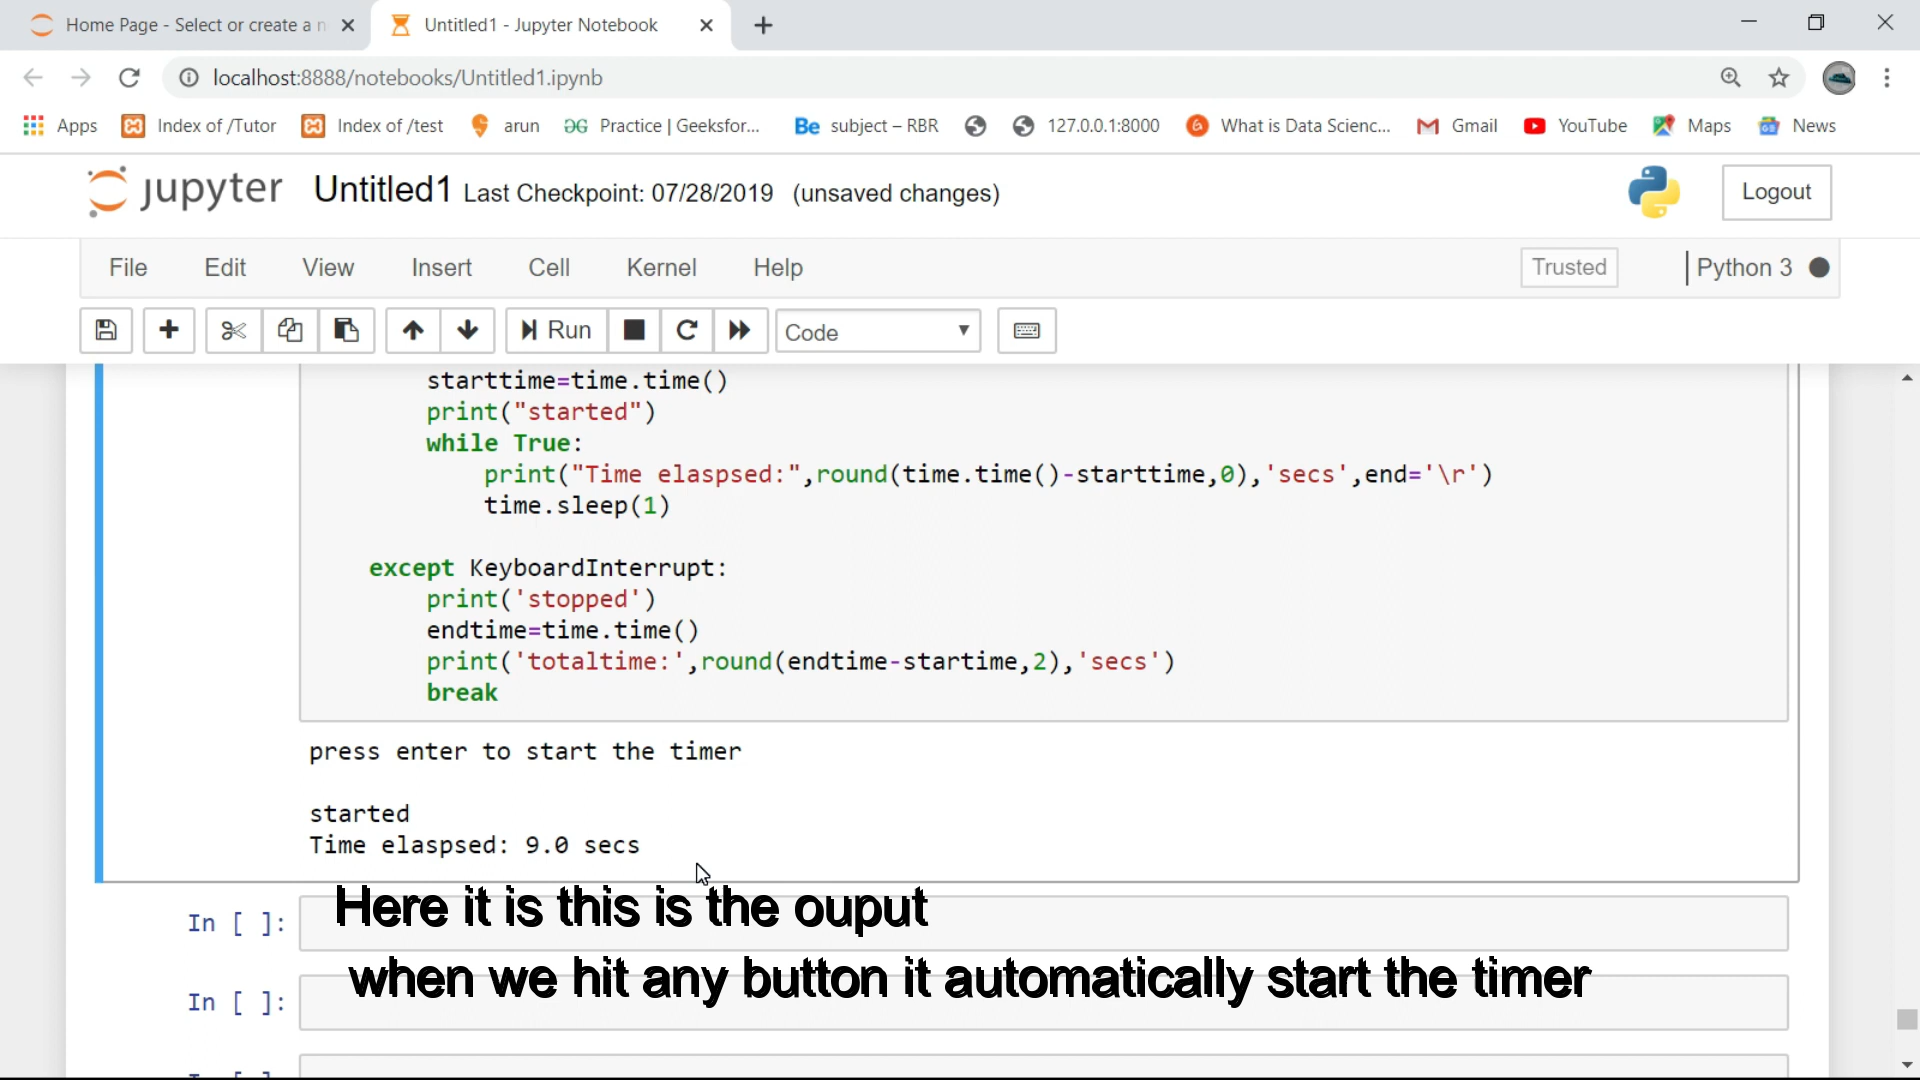 Home Page - Select or create a n
Untitled1 - Jupyter Notebook
localhost:8888/notebooks/Untitled1.ipynb
Apps Index of /Tutor Index of /test arun Practice | Geeksfor... Be subject – RBR 127.0.0.1:8000 What is Data Scienc... Gmail YouTube Maps News
jupyter Untitled1 Last Checkpoint: 07/28/2019 (unsaved changes) Logout
File Edit View Insert Cell Kernel Help Trusted Python 3
Run Code
starttime=time.time()
print("started")
while True:
print("Time elaspsed:",round(time.time()-starttime,0),'secs',end='\r')
time.sleep(1)
except KeyboardInterrupt:
print('stopped')
endtime=time.time()
print('totaltime:',round(endtime-startime,2),'secs')
break
press enter to start the timer
started
Time elaspsed: 9.0 secs
In [ ]: Here it is this is the ouput
In [ ]: when we hit any button it automatically start the timer